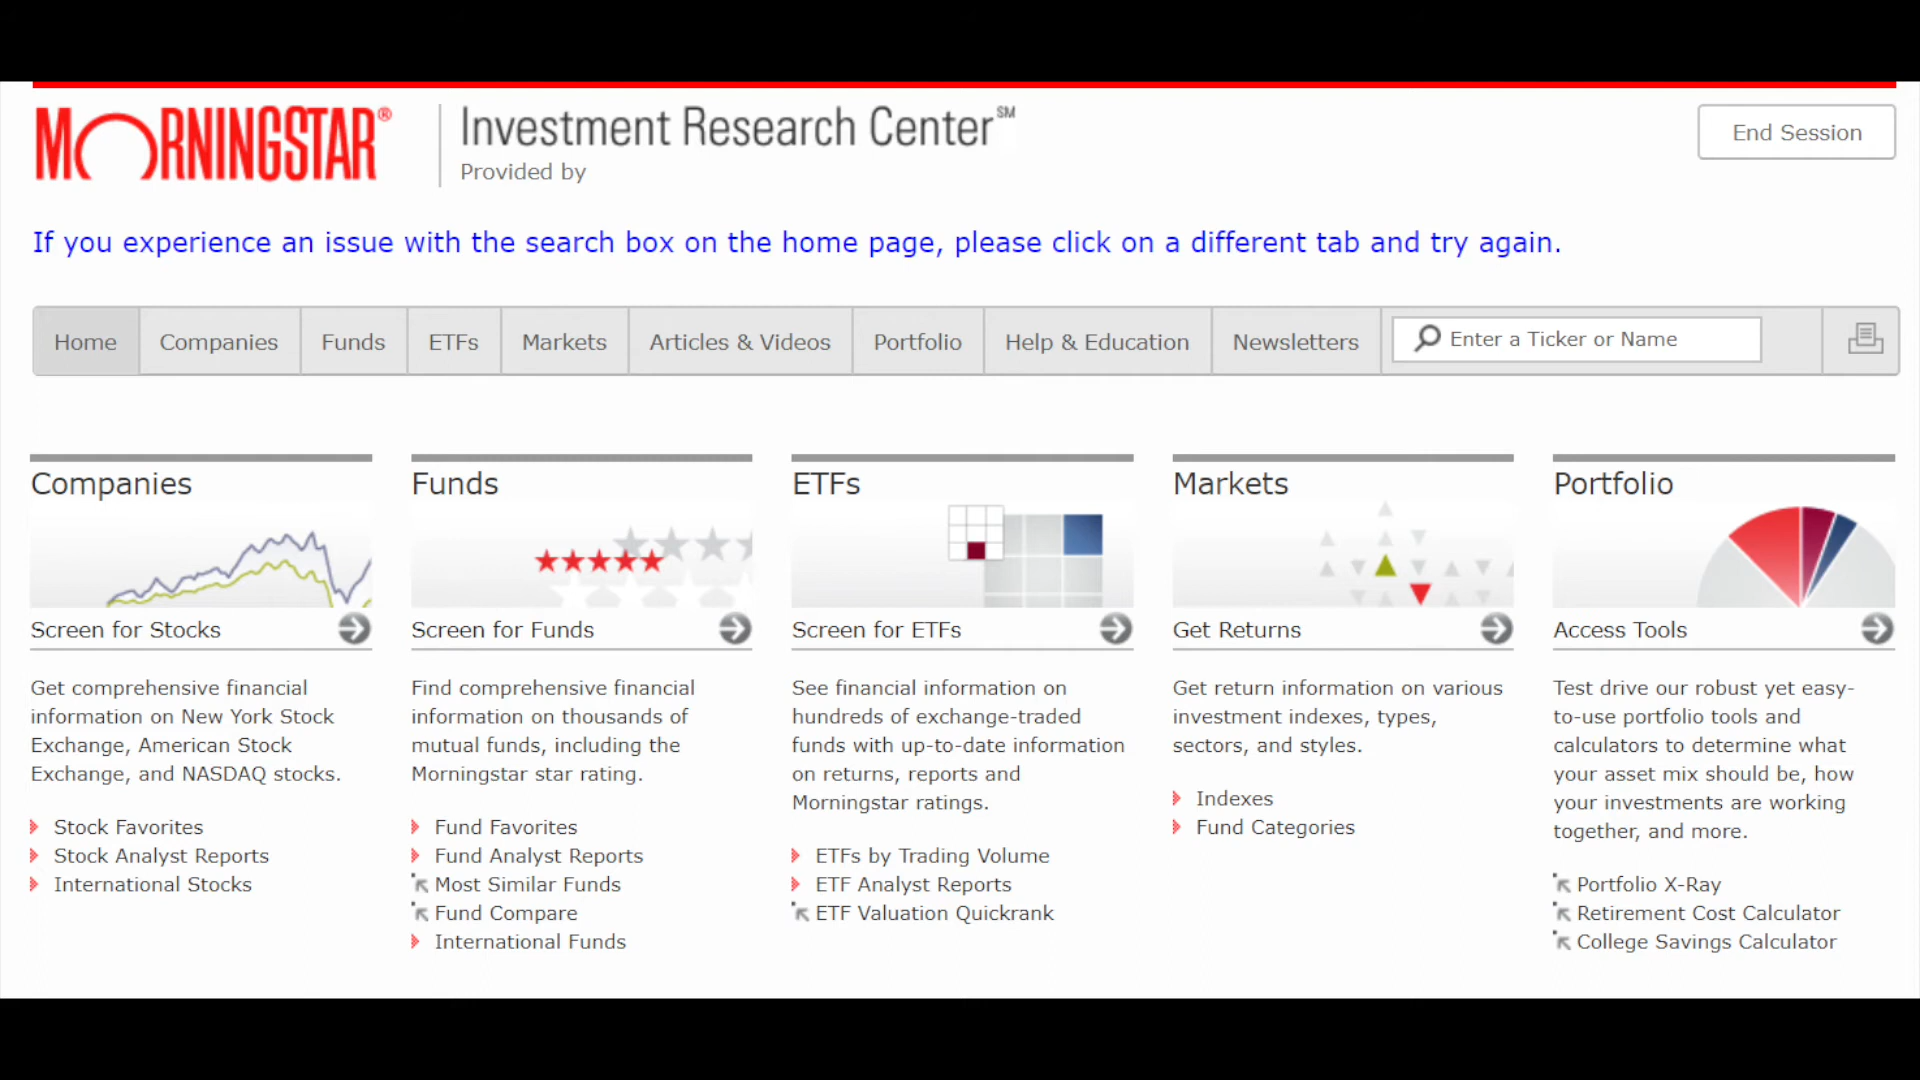 MORNINGSTAR®
Investment Research Center℠
Provided by
End Session
If you experience an issue with the search box on the home page, please click on a different tab and try again.
Home
Companies
Funds
ETFs
Markets
Articles & Videos
Portfolio
Help & Education
Newsletters
Enter a Ticker or Name
Companies
Screen for Stocks
Get comprehensive financial
information on New York Stock
Exchange, American Stock
Exchange, and NASDAQ stocks.
Stock Favorites
Stock Analyst Reports
International Stocks
Funds
Screen for Funds
Find comprehensive financial
information on thousands of
mutual funds, including the
Morningstar star rating.
Fund Favorites
Fund Analyst Reports
Most Similar Funds
Fund Compare
International Funds
ETFs
Screen for ETFs
See financial information on
hundreds of exchange-traded
funds with up-to-date information
on returns, reports and
Morningstar ratings.
ETFs by Trading Volume
ETF Analyst Reports
ETF Valuation Quickrank
Markets
Get Returns
Get return information on various
investment indexes, types,
sectors, and styles.
Indexes
Fund Categories
Portfolio
Access Tools
Test drive our robust yet easy-
to-use portfolio tools and
calculators to determine what
your asset mix should be, how
your investments are working
together, and more.
Portfolio X-Ray
Retirement Cost Calculator
College Savings Calculator